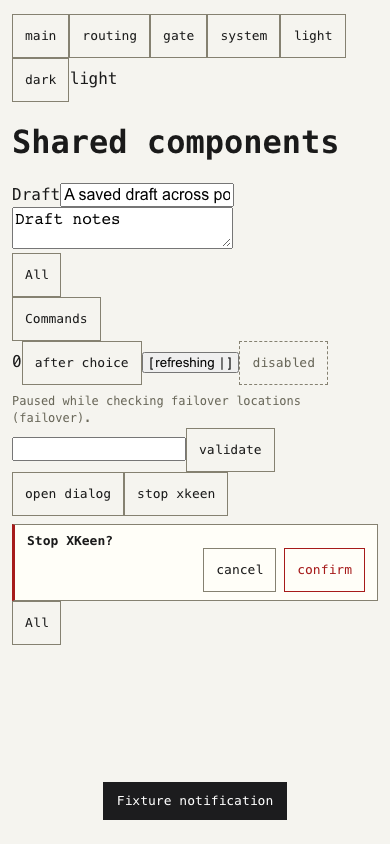 main routing gate system light
dark light
Shared components
Draft A saved draft across po
Draft notes
All
Commands
0 after choice [refreshing |] disabled
Paused while checking failover locations
(failover).
validate
open dialog stop xkeen
Stop XKeen?
cancel confirm
All
Fixture notification